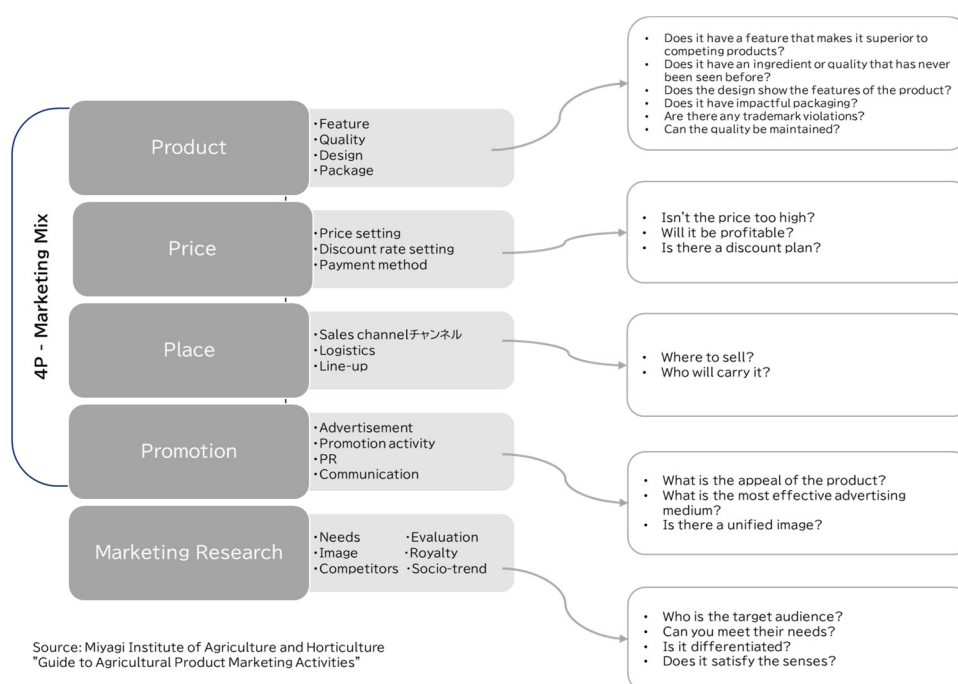 4P - Marketing Mix
Product
・Feature
・Quality
・Design
・Package
• Does it have a feature that makes it superior to
competing products?
• Does it have an ingredient or quality that has never
been seen before?
• Does the design show the features of the product?
• Does it have impactful packaging?
• Are there any trademark violations?
• Can the quality be maintained?
Price
・Price setting
・Discount rate setting
・Payment method
• Isn't the price too high?
• Will it be profitable?
• Is there a discount plan?
Place
・Sales channelチャンネル
・Logistics
・Line-up
• Where to sell?
• Who will carry it?
Promotion
・Advertisement
・Promotion activity
・PR
・Communication
• What is the appeal of the product?
• What is the most effective advertising
medium?
• Is there a unified image?
Marketing Research
・Needs ・Evaluation
・Image ・Royalty
・Competitors ・Socio-trend
• Who is the target audience?
• Can you meet their needs?
• Is it differentiated?
• Does it satisfy the senses?
Source: Miyagi Institute of Agriculture and Horticulture
"Guide to Agricultural Product Marketing Activities"